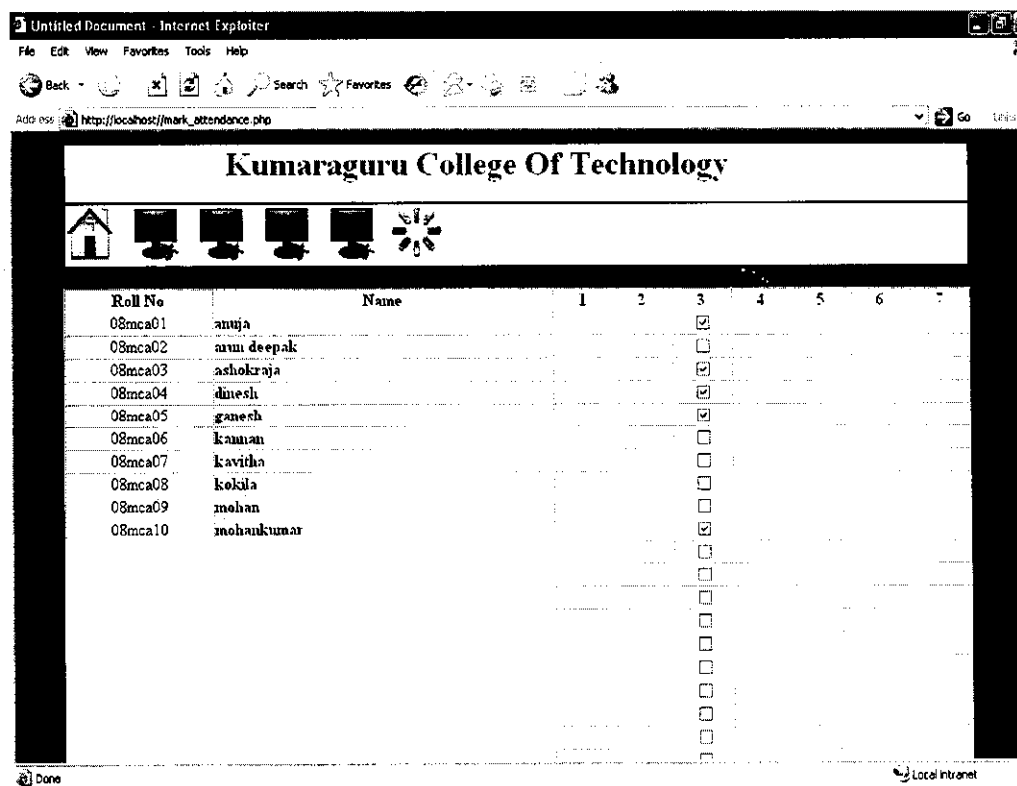 Untitled Document - Internet Exploiter
File Edit View Favorites Tools Help
Back Search Favorites
Address http://localhost//mark_attendance.php Go
Kumaraguru College Of Technology
Roll No Name 1 2 3 4 5 6 7
08mca01 anuja
08mca02 arun deepak
08mca03 ashokraja
08mca04 dinesh
08mca05 ganesh
08mca06 kannan
08mca07 kavitha
08mca08 kokila
08mca09 mohan
08mca10 mohankumar
Done Local intranet